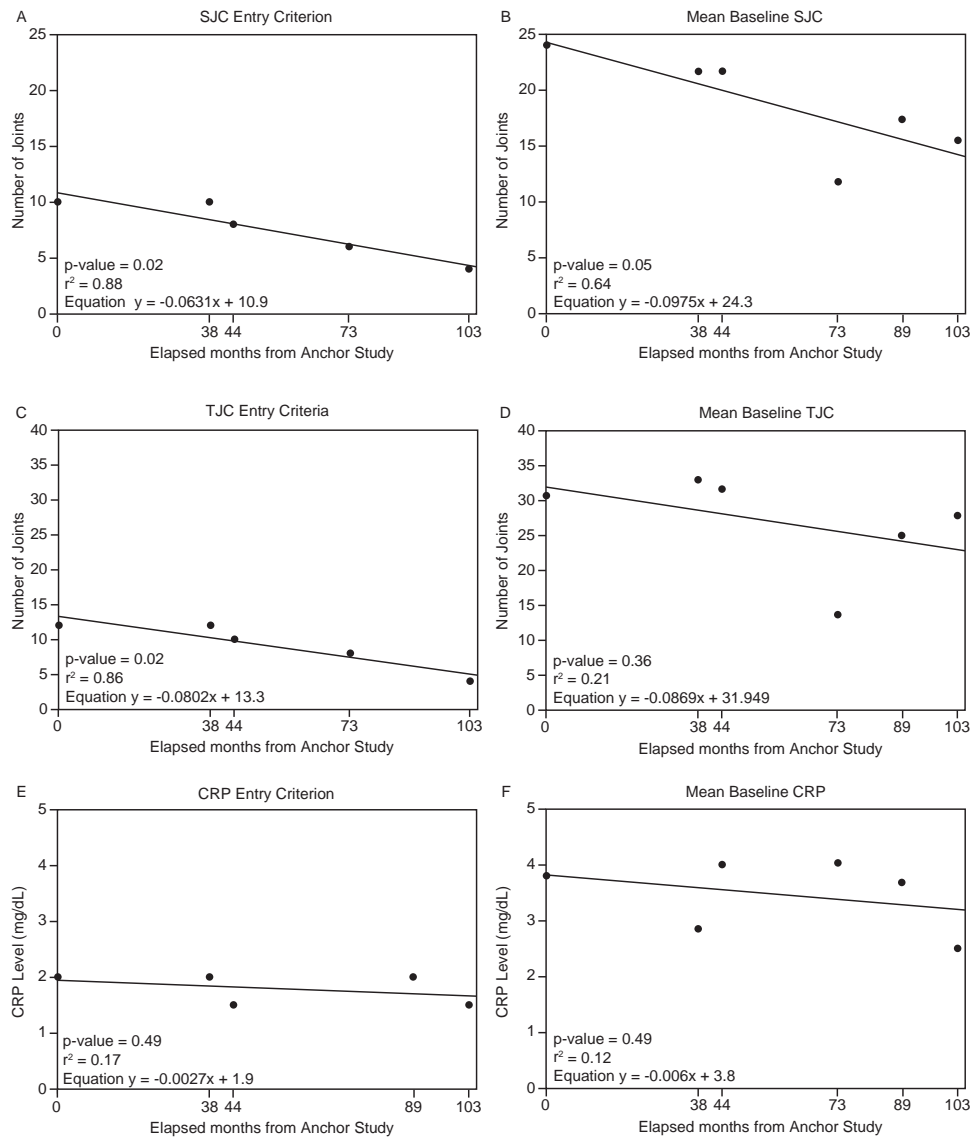 A
SJC Entry Criterion
25
20
15
10
5
0
Number of Joints
p-value = 0.02
r² = 0.88
Equation y = -0.0631x + 10.9
0 38 44 73 103
Elapsed months from Anchor Study
B
Mean Baseline SJC
25
20
15
10
5
0
Number of Joints
p-value = 0.05
r² = 0.64
Equation y = -0.0975x + 24.3
0 38 44 73 89 103
Elapsed months from Anchor Study
C
TJC Entry Criteria
40
35
30
25
20
15
10
5
0
Number of Joints
p-value = 0.02
r² = 0.86
Equation y = -0.0802x + 13.3
0 38 44 73 103
Elapsed months from Anchor Study
D
Mean Baseline TJC
40
35
30
25
20
15
10
5
0
Number of Joints
p-value = 0.36
r² = 0.21
Equation y = -0.0869x + 31.949
0 38 44 73 89 103
Elapsed months from Anchor Study
E
CRP Entry Criterion
5
4
3
2
1
0
CRP Level (mg/dL)
p-value = 0.49
r² = 0.17
Equation y = -0.0027x + 1.9
0 38 44 89 103
Elapsed months from Anchor Study
F
Mean Baseline CRP
5
4
3
2
1
0
CRP Level (mg/dL)
p-value = 0.49
r² = 0.12
Equation y = -0.006x + 3.8
0 38 44 73 89 103
Elapsed months from Anchor Study